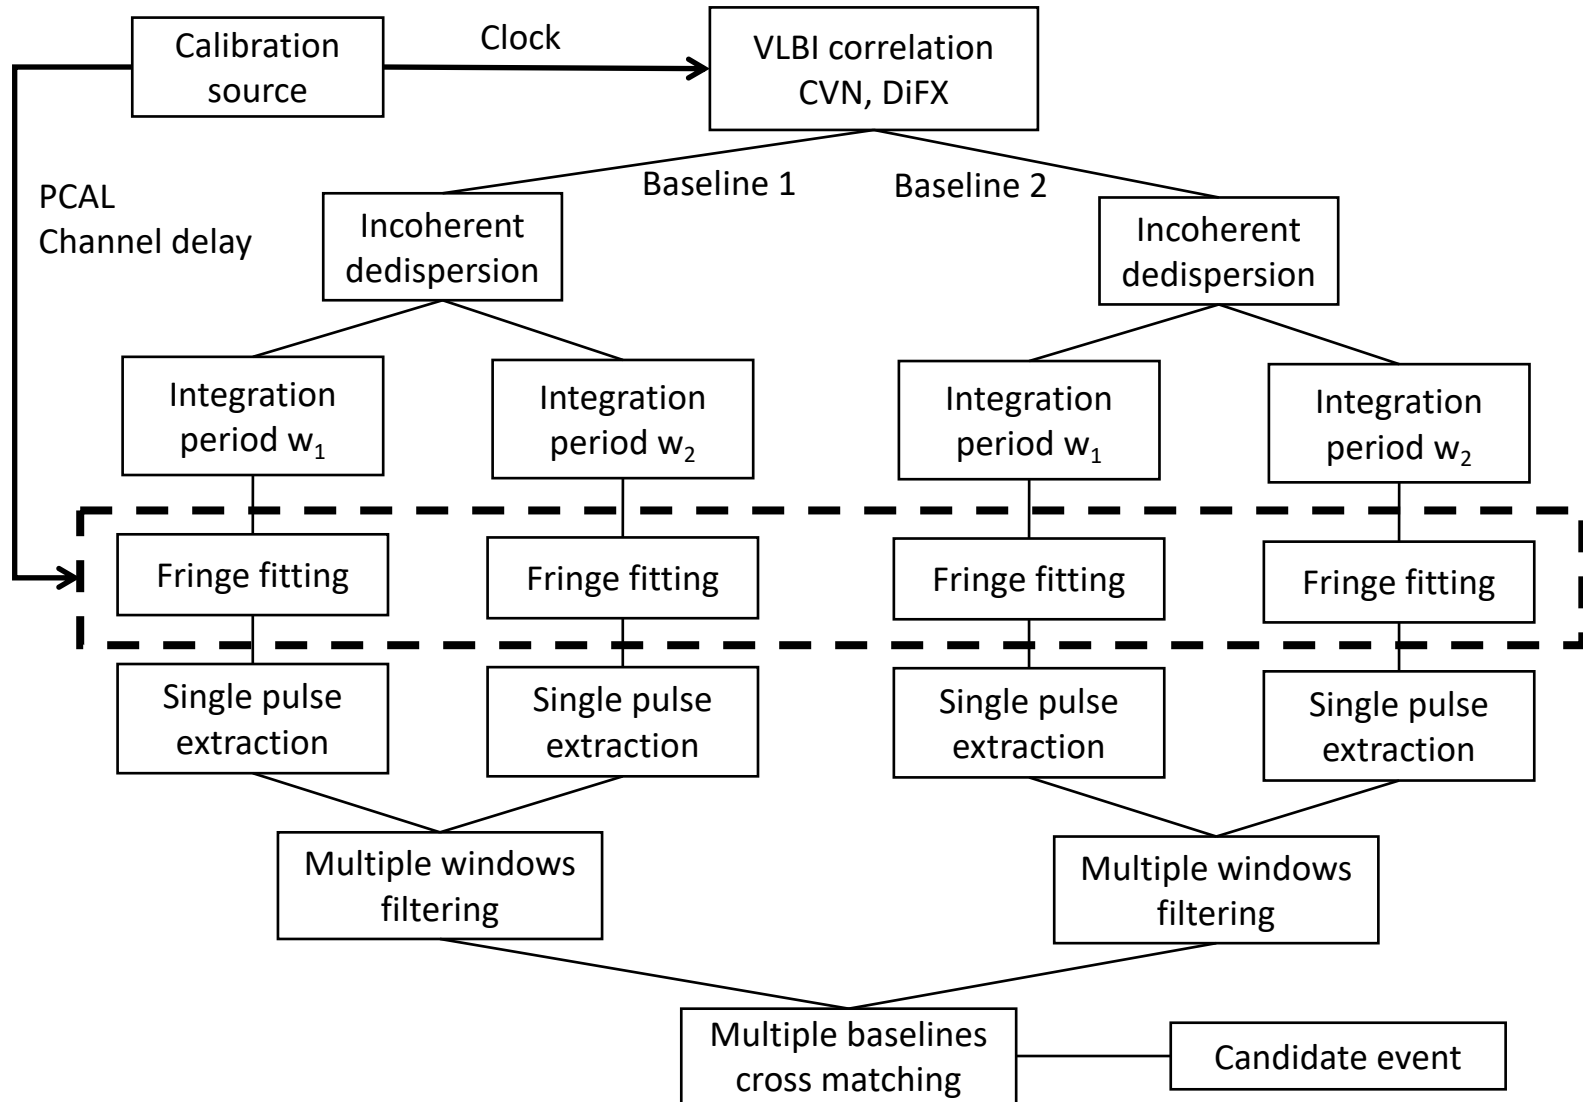 Calibration
source
Clock
VLBI correlation
CVN, DiFX
PCAL
Channel delay
Baseline 1
Baseline 2
Incoherent
dedispersion
Incoherent
dedispersion
Integration
period w₁
Integration
period w₂
Integration
period w₁
Integration
period w₂
Fringe fitting
Fringe fitting
Fringe fitting
Fringe fitting
Single pulse
extraction
Single pulse
extraction
Single pulse
extraction
Single pulse
extraction
Multiple windows
filtering
Multiple windows
filtering
Multiple baselines
cross matching
Candidate event